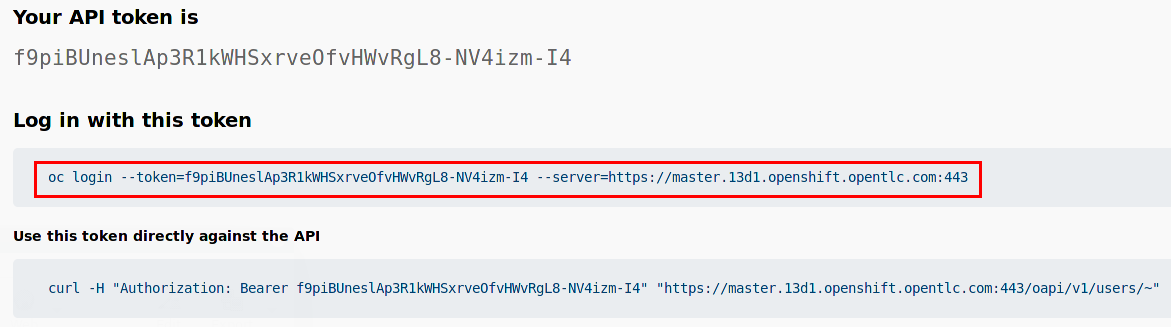 Your API token is
f9piBUneslAp3R1kWHSxrveOfvHWvRgL8-NV4izm-I4
Log in with this token
oc login --token=f9piBUneslAp3R1kWHSxrveOfvHWvRgL8-NV4izm-I4 --server=https://master.13d1.openshift.opentlc.com:443
Use this token directly against the API
curl -H "Authorization: Bearer f9piBUneslAp3R1kWHSxrveOfvHWvRgL8-NV4izm-I4" "https://master.13d1.openshift.opentlc.com:443/oapi/v1/users/~"